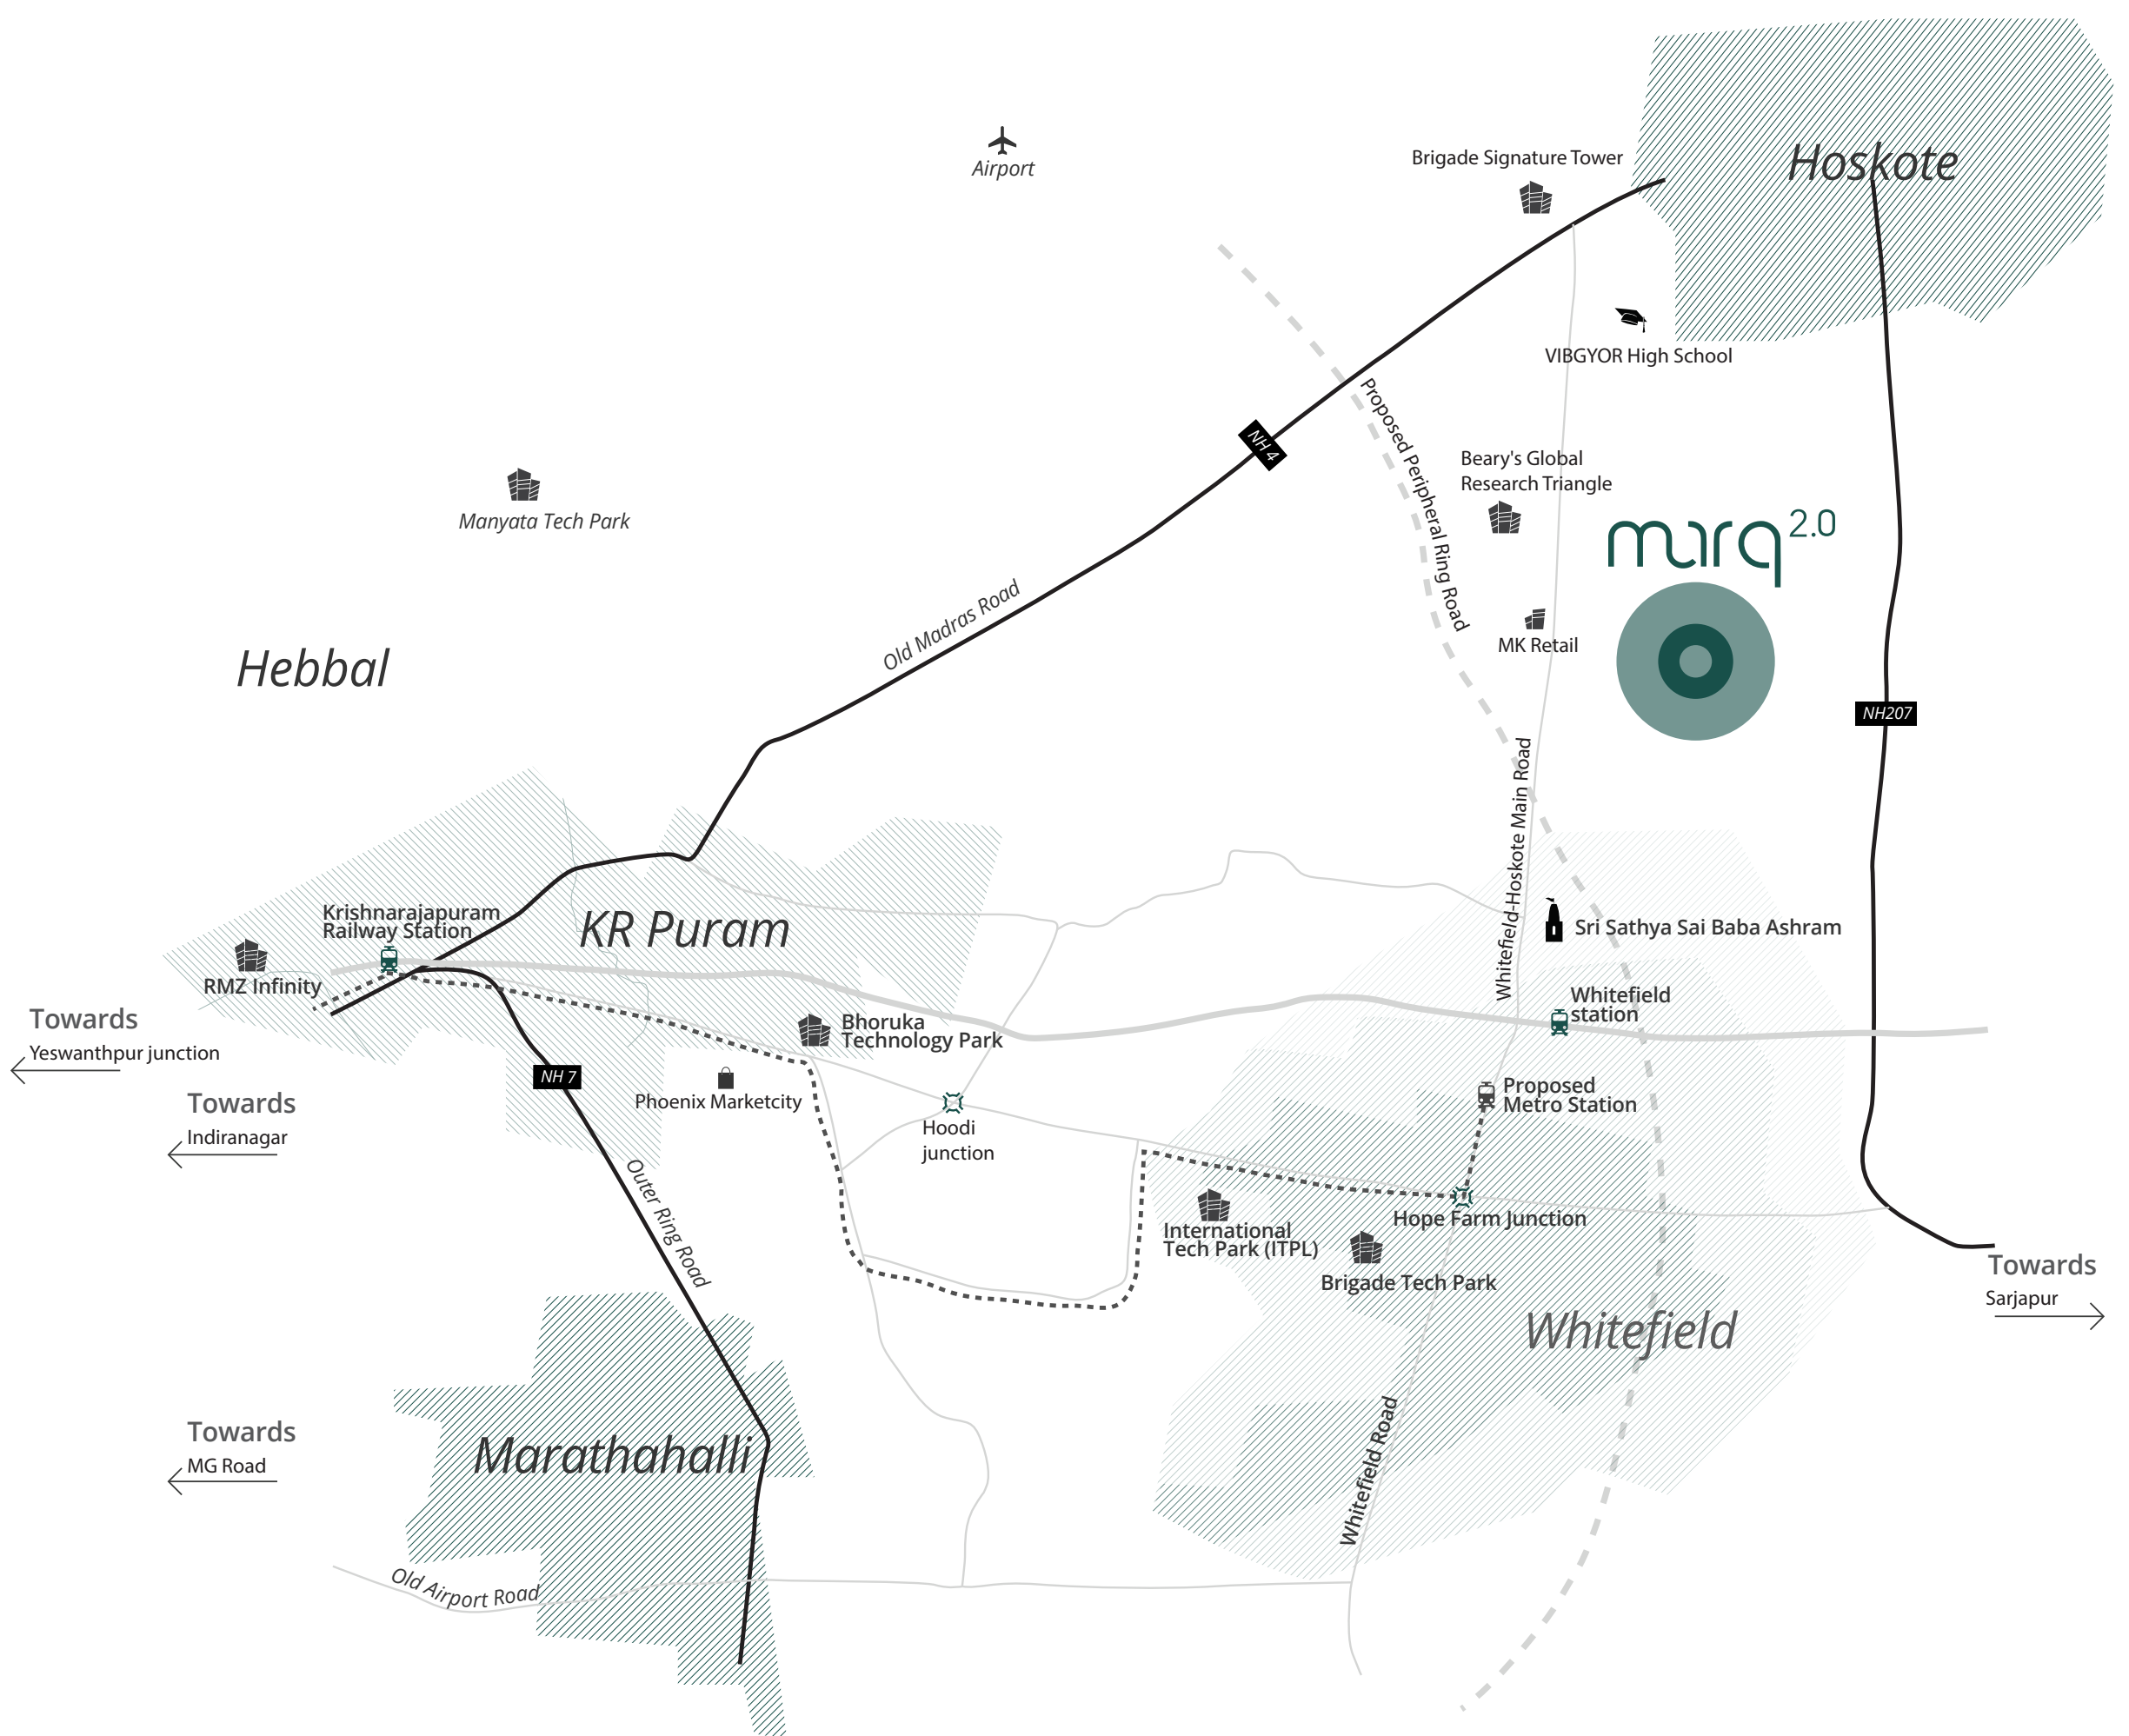 Brigade Signature Tower
Hoskote
Airport
VIBGYOR High School
NH 4
Proposed Peripheral Ring Road
Beary's Global
Research Triangle
Manyata Tech Park
marq 2.0
Old Madras Road
MK Retail
Hebbal
NH207
Whitefield-Hoskote Main Road
Krishnarajapuram
Railway Station
KR Puram
Sri Sathya Sai Baba Ashram
RMZ Infinity
Whitefield
station
Towards
Yeswanthpur junction
Bhoruka
Technology Park
NH 7
Phoenix Marketcity
Proposed
Metro Station
Towards
Indiranagar
Hoodi
junction
Outer Ring Road
Hope Farm Junction
International
Tech Park (ITPL)
Brigade Tech Park
Towards
Sarjapur
Whitefield
Towards
MG Road
Marathahalli
Whitefield Road
Old Airport Road